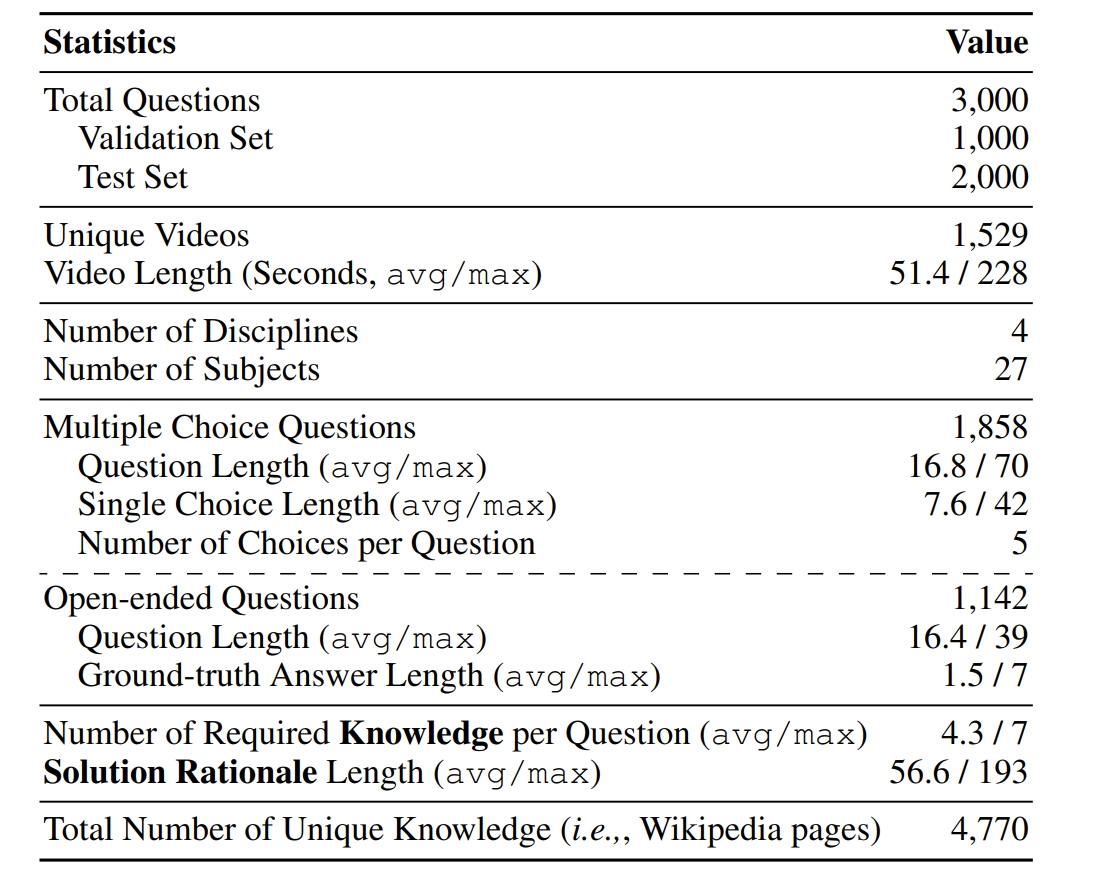 Statistics Value
Total Questions 3,000
Validation Set 1,000
Test Set 2,000
Unique Videos 1,529
Video Length (Seconds, avg/max) 51.4 / 228
Number of Disciplines 4
Number of Subjects 27
Multiple Choice Questions 1,858
Question Length (avg/max) 16.8 / 70
Single Choice Length (avg/max) 7.6 / 42
Number of Choices per Question 5
Open-ended Questions 1,142
Question Length (avg/max) 16.4 / 39
Ground-truth Answer Length (avg/max) 1.5 / 7
Number of Required Knowledge per Question (avg/max) 4.3 / 7
Solution Rationale Length (avg/max) 56.6 / 193
Total Number of Unique Knowledge (i.e.,, Wikipedia pages) 4,770